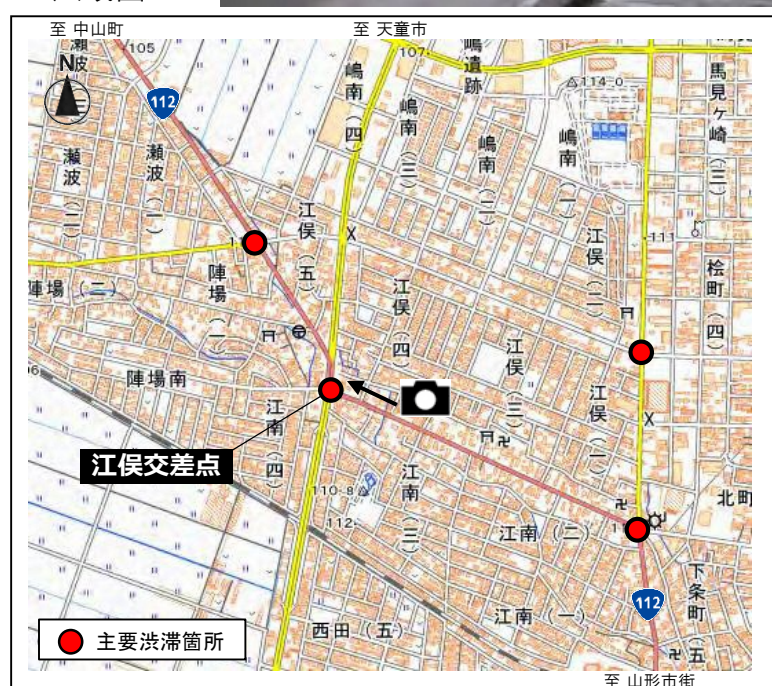 至 中山町
至 天童市
105
107
瀬波
N
112
嶋南（四）
嶋南（三）
嶋遺跡
114.0
馬見ヶ崎（三）
瀬波（二）
瀬波（一）
嶋南（二）
嶋南（一）
江俣（五）
江俣（二）
111
陣場（二）
陣場（一）
江俣（四）
桧町（四）
陣場南
江俣（三）
江俣（一）
江俣交差点
江南（四）
110.8
112
江南（三）
江南（二）
北町
下条町（五
江南（一）
112
西田（五）
主要渋滞箇所
至 山形市街